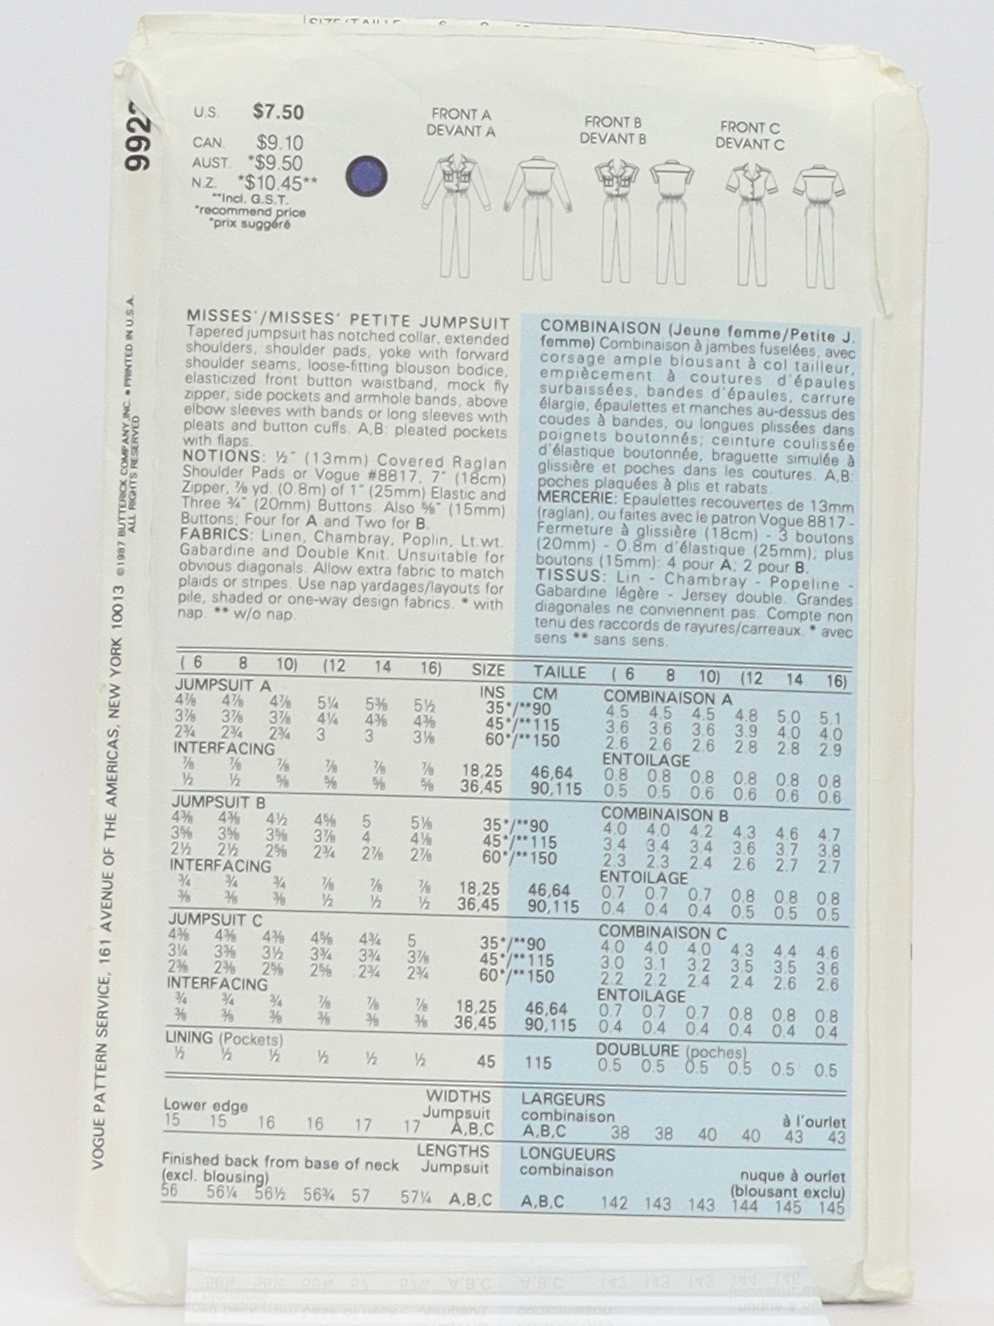 SIZE/TAILLE
992
U.S. $7.50
CAN. $9.10
AUST. *$9.50
N.Z. *$10.45**
**Incl. G.S.T.
*recommend price
*prix suggéré
FRONT A
DEVANT A
FRONT B
DEVANT B
FRONT C
DEVANT C
VOGUE PATTERN SERVICE, 161 AVENUE OF THE AMERICAS, NEW YORK 10013 ©1987 BUTTERICK COMPANY, INC. • PRINTED IN U.S.A.
ALL RIGHTS RESERVED
MISSES'/MISSES' PETITE JUMPSUIT
Tapered jumpsuit has notched collar, extended
shoulders, shoulder pads, yoke with forward
shoulder seams, loose-fitting blouson bodice,
elasticized front button waistband, mock fly
zipper, side pockets and armhole bands, above
elbow sleeves with bands or long sleeves with
pleats and button cuffs. A,B: pleated pockets
with flaps.
NOTIONS: ½" (13mm) Covered Raglan
Shoulder Pads or Vogue #8817, 7" (18cm)
Zipper, ⅞ yd. (0.8m) of 1" (25mm) Elastic and
Three ¾" (20mm) Buttons. Also ⅝" (15mm)
Buttons; Four for A and Two for B.
FABRICS: Linen, Chambray, Poplin, Lt.wt.
Gabardine and Double Knit. Unsuitable for
obvious diagonals. Allow extra fabric to match
plaids or stripes. Use nap yardages/layouts for
pile, shaded or one-way design fabrics. * with
nap. ** w/o nap.
COMBINAISON (Jeune femme/Petite J.
femme) Combinaison à jambes fuselées, avec
corsage ample blousant à col tailleur,
empiècement à coutures d'épaules
surbaissées, bandes d'épaules, carrure
élargie, épaulettes et manches au-dessus des
coudes à bandes, ou longues plissées dans
poignets boutonnés; ceinture coulissée
d'élastique boutonnée, braguette simulée à
glissière et poches dans les coutures. A,B:
poches plaquées à plis et rabats.
MERCERIE: Epaulettes recouvertes de 13mm
(raglan), ou faites avec le patron Vogue 8817 -
Fermeture à glissière (18cm) - 3 boutons
(20mm) - 0.8m d'élastique (25mm); plus
boutons (15mm): 4 pour A; 2 pour B.
TISSUS: Lin - Chambray - Popeline -
Gabardine légère - Jersey double. Grandes
diagonales ne conviennent pas. Compte non
tenu des raccords de rayures/carreaux. * avec
sens ** sans sens.
( 6 8 10) (12 14 16) SIZE TAILLE ( 6 8 10) (12 14 16)
JUMPSUIT A INS CM COMBINAISON A
4⅞ 4⅞ 4⅞ 5¼ 5⅜ 5½ 35*/**90 4.5 4.5 4.5 4.8 5.0 5.1
3⅞ 3⅞ 3⅞ 4¼ 4⅜ 4⅜ 45*/**115 3.6 3.6 3.6 3.9 4.0 4.0
2¾ 2¾ 2¾ 3 3 3⅛ 60*/**150 2.6 2.6 2.6 2.8 2.8 2.9
INTERFACING ENTOILAGE
⅞ ⅞ ⅞ ⅞ ⅞ ⅞ 18,25 46,64 0.8 0.8 0.8 0.8 0.8 0.8
½ ½ ⅝ ⅝ ⅝ ⅝ 36,45 90,115 0.5 0.5 0.6 0.6 0.6 0.6
JUMPSUIT B COMBINAISON B
4⅜ 4⅜ 4½ 4⅝ 5 5⅛ 35*/**90 4.0 4.0 4.2 4.3 4.6 4.7
3⅝ 3⅝ 3⅝ 3⅞ 4 4⅛ 45*/**115 3.4 3.4 3.4 3.6 3.7 3.8
2½ 2½ 2⅝ 2¾ 2⅞ 2⅞ 60*/**150 2.3 2.3 2.4 2.6 2.7 2.7
INTERFACING ENTOILAGE
¾ ¾ ¾ ⅞ ⅞ ⅞ 18,25 46,64 0.7 0.7 0.7 0.8 0.8 0.8
⅜ ⅜ ⅜ ½ ½ ½ 36,45 90,115 0.4 0.4 0.4 0.5 0.5 0.5
JUMPSUIT C COMBINAISON C
4⅜ 4⅜ 4⅜ 4⅝ 4¾ 5 35*/**90 4.0 4.0 4.0 4.3 4.4 4.6
3¼ 3⅜ 3½ 3¾ 3¾ 3⅞ 45*/**115 3.0 3.1 3.2 3.5 3.5 3.6
2⅜ 2⅜ 2⅝ 2⅝ 2¾ 2¾ 60*/**150 2.2 2.2 2.4 2.4 2.6 2.6
INTERFACING ENTOILAGE
¾ ¾ ¾ ⅞ ⅞ ⅞ 18,25 46,64 0.7 0.7 0.7 0.8 0.8 0.8
⅜ ⅜ ⅜ ⅜ ⅜ ⅜ 36,45 90,115 0.4 0.4 0.4 0.4 0.4 0.4
LINING (Pockets) DOUBLURE (poches)
½ ½ ½ ½ ½ ½ 45 115 0.5 0.5 0.5 0.5 0.5 0.5
WIDTHS LARGEURS
Lower edge Jumpsuit combinaison à l'ourlet
15 15 16 16 17 17 A,B,C A,B,C 38 38 40 40 43 43
LENGTHS LONGUEURS
Finished back from base of neck Jumpsuit combinaison nuque à ourlet
(excl. blousing) (blousant exclu)
56 56¼ 56½ 56¾ 57 57¼ A,B,C A,B,C 142 143 143 144 145 145